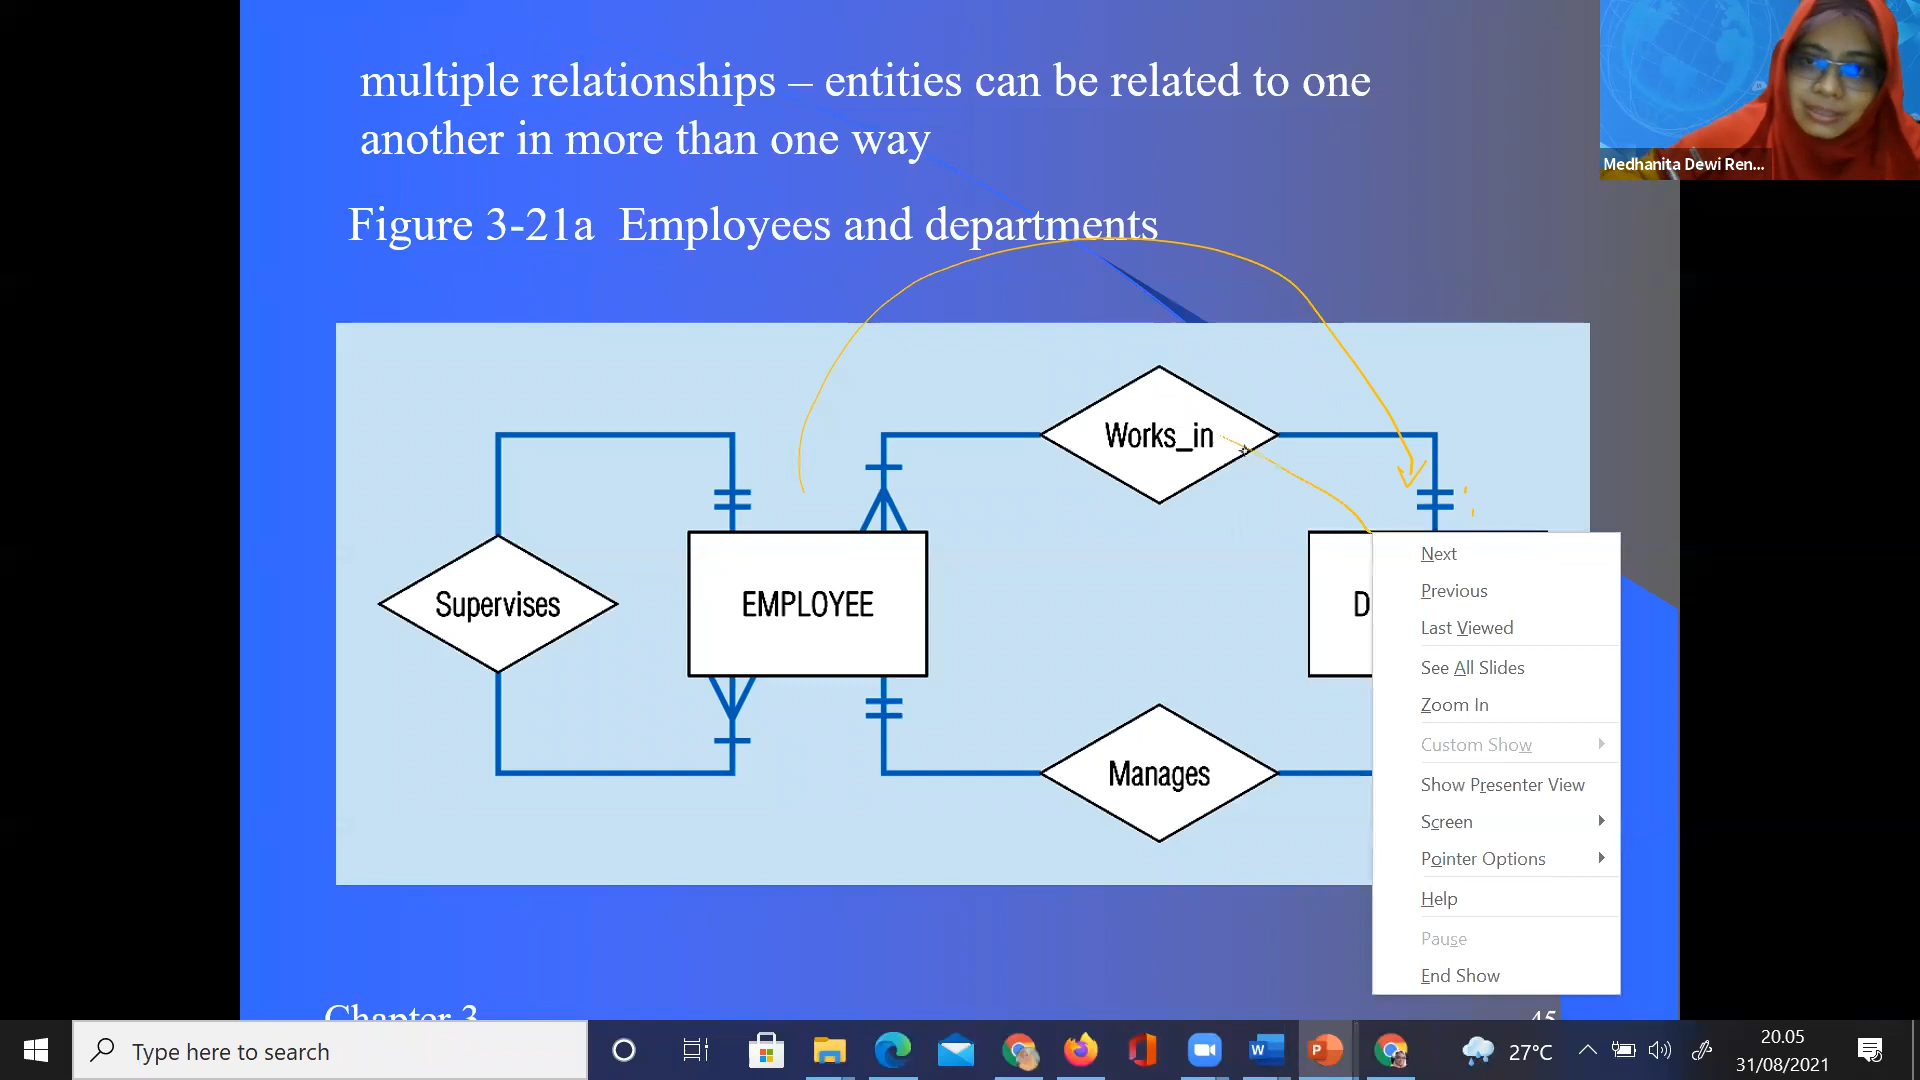 multiple relationships – entities can be related to one
another in more than one way
Figure 3-21a  Employees and departments
Medhanita Dewi Ren...
Works_in
Supervises
EMPLOYEE
D
Manages
Next
Previous
Last Viewed
See All Slides
Zoom In
Custom Show
Show Presenter View
Screen
Pointer Options
Help
Pause
End Show
Chapter 3
45
Type here to search
27°C
20.05
31/08/2021